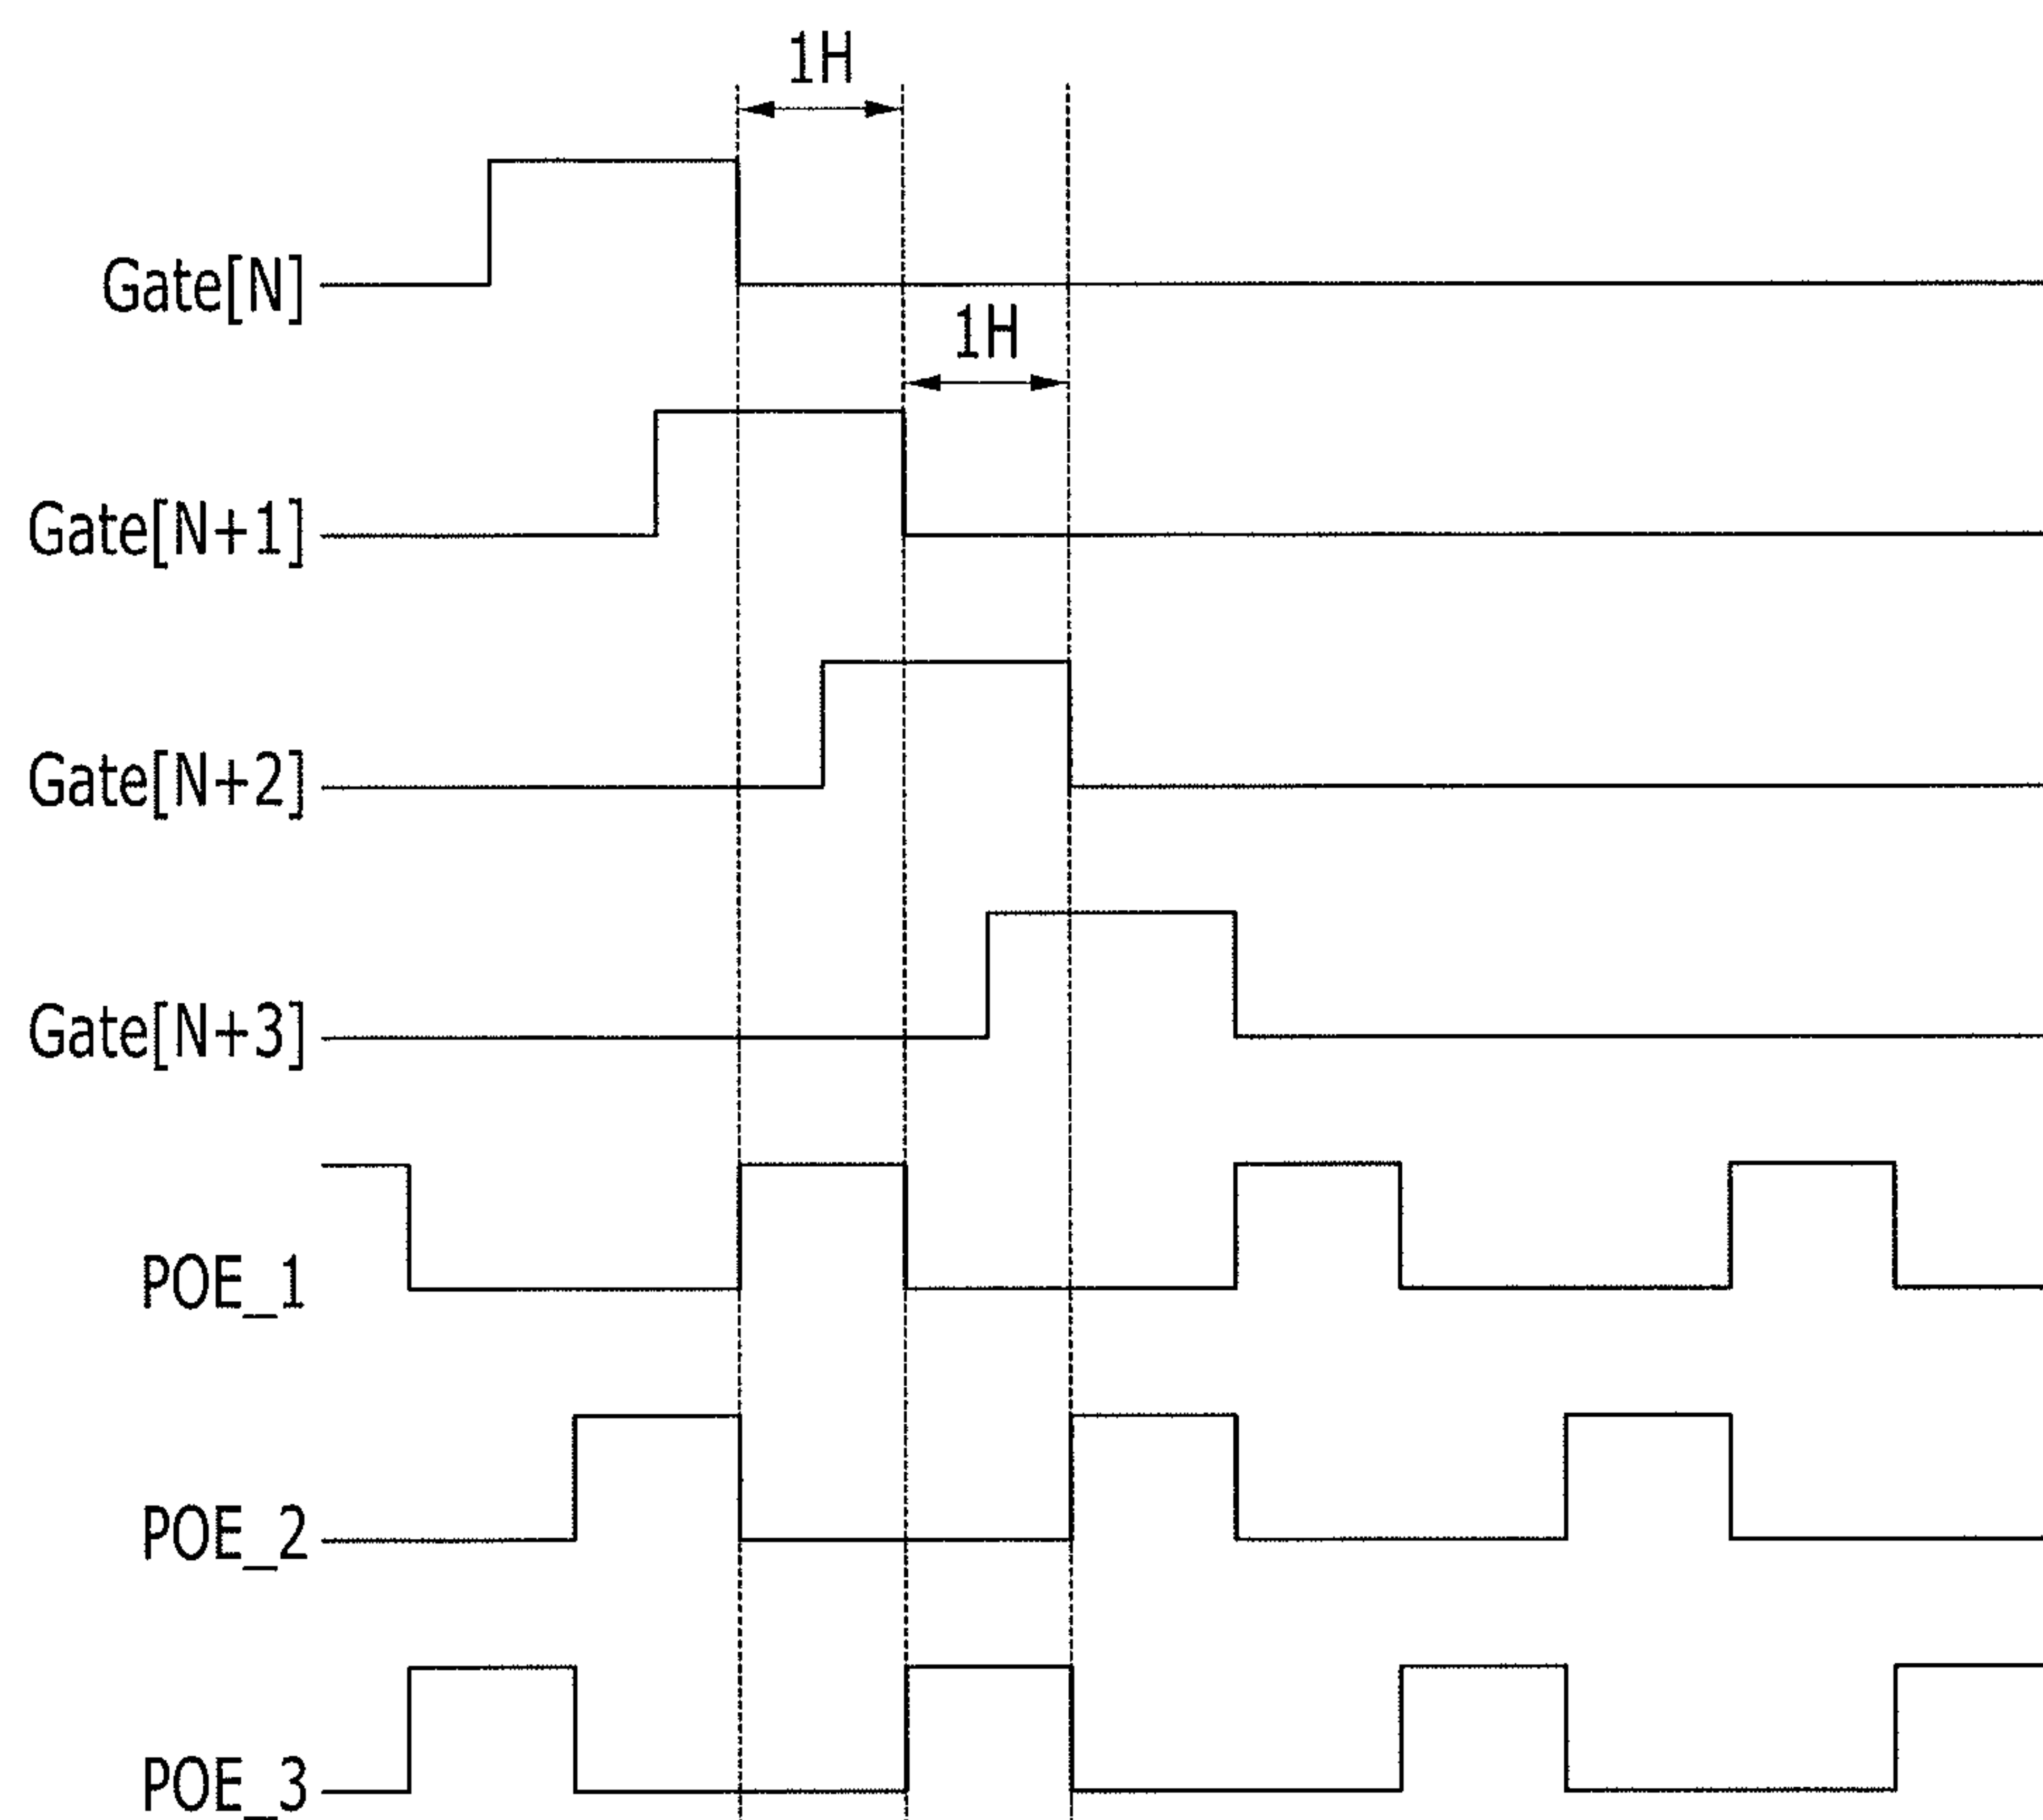 1H
Gate[N]
1H
Gate[N+1]
Gate[N+2]
Gate[N+3]
POE_1
POE_2
POE_3